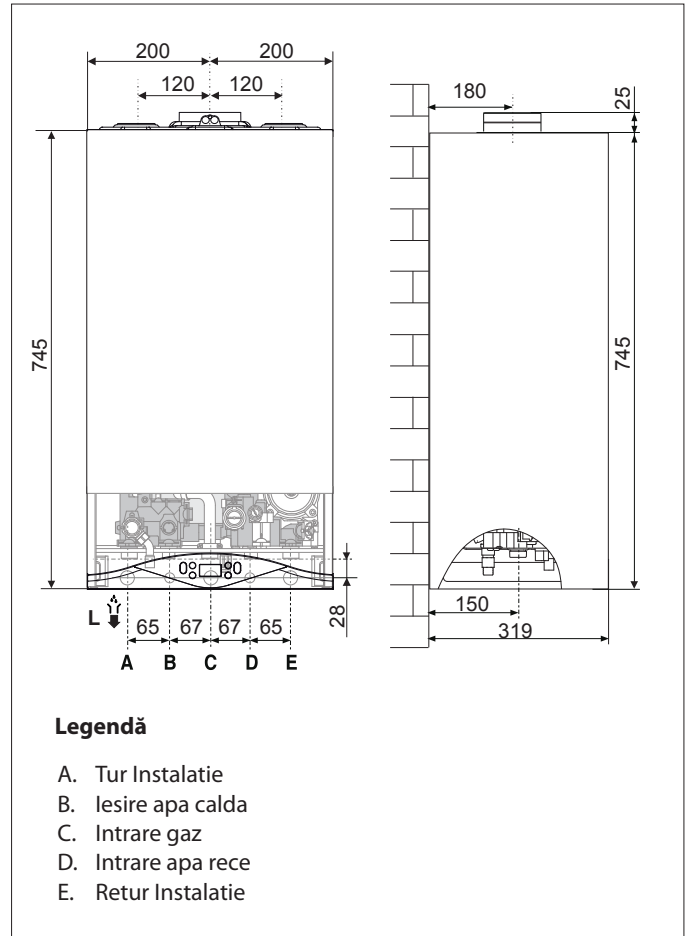 200 200
120 120
180
25
745
745
L
65 67 67 65
28
A B C D E
150
319
Legendă
A. Tur Instalatie
B. Iesire apa calda
C. Intrare gaz
D. Intrare apa rece
E. Retur Instalatie